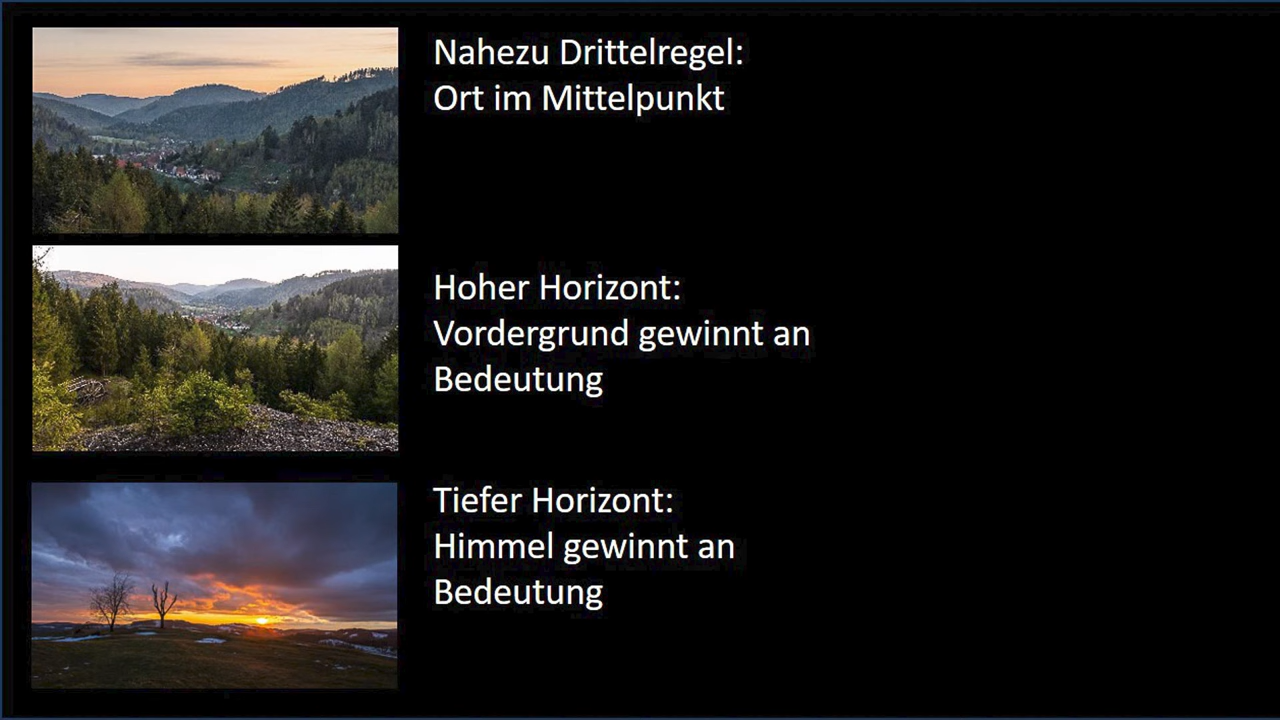 Nahezu Drittelregel:
Ort im Mittelpunkt
Hoher Horizont:
Vordergrund gewinnt an
Bedeutung
Tiefer Horizont:
Himmel gewinnt an
Bedeutung